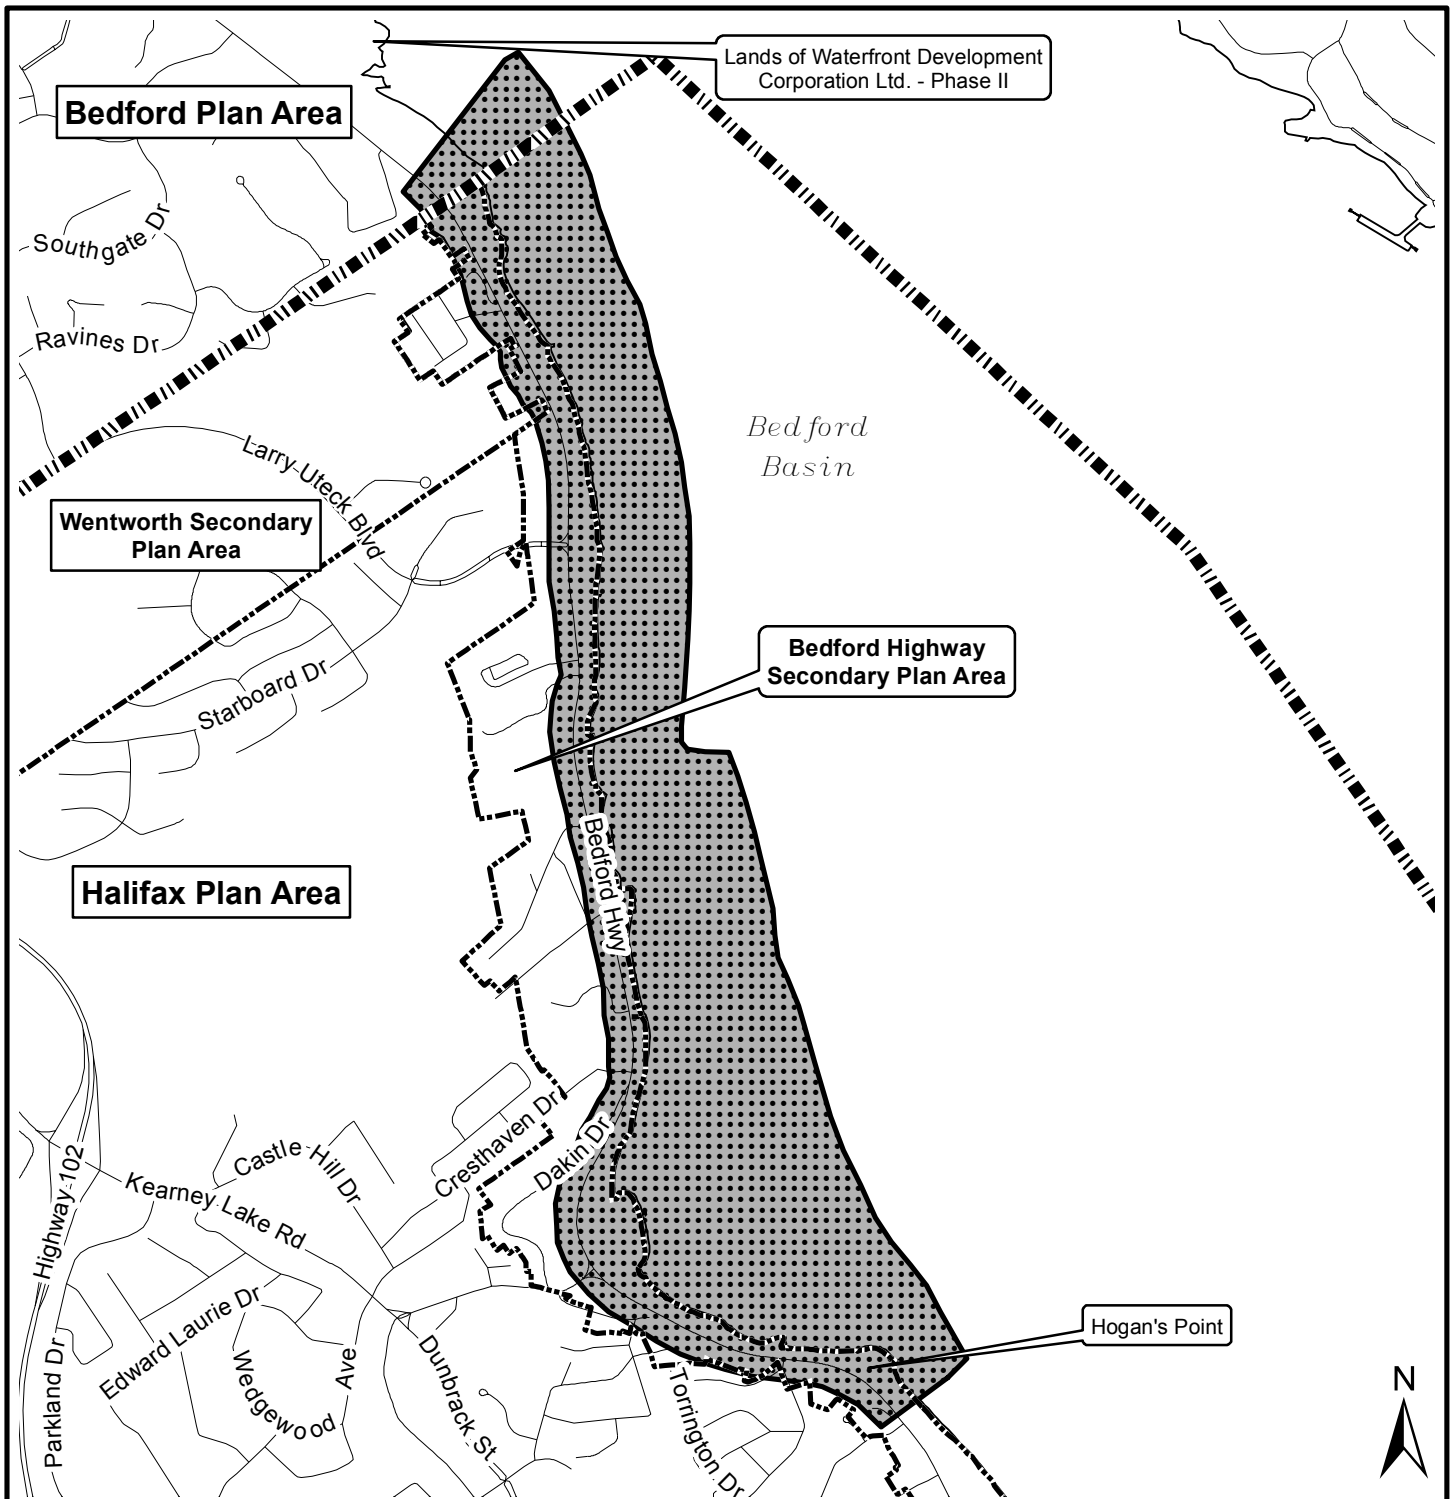 Lands of Waterfront Development
Corporation Ltd. - Phase II
Bedford Plan Area
Southgate Dr
Ravines Dr
Bedford
Basin
Larry Uteck Blvd
Wentworth Secondary
Plan Area
Bedford Highway
Secondary Plan Area
Starboard Dr
Bedford Hwy
Halifax Plan Area
Cresthaven Dr
Dakin Dr
Castle Hill Dr
Kearney Lake Rd
Highway 102
Edward Laurie Dr
Parkland Dr
Wedgewood Ave
Dunbrack St
Torrington Dr
Hogan's Point
N